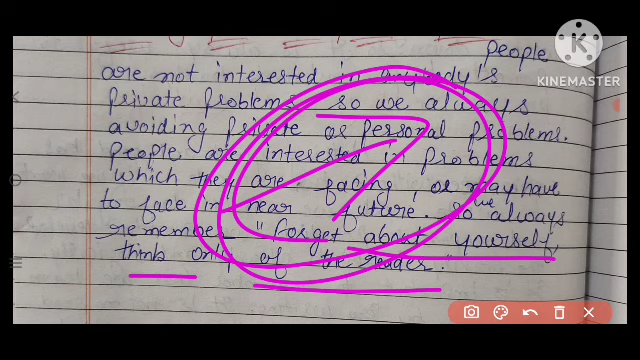 People
are not interested in anybody's
private problems so we always
avoiding private or personal problems.
People are interested in problems
which they are facing, or may have
to face in near future. So we always
remember "Forget about yourself,
think only of the reader."
K
KINEMASTER